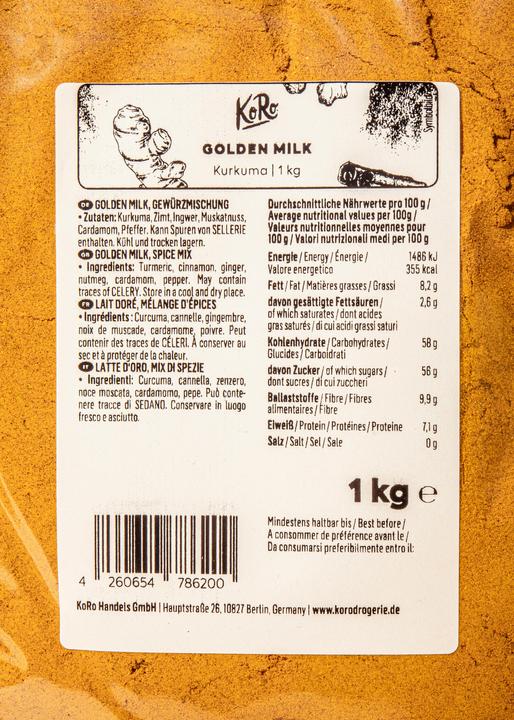 KoRo
Symbolbild
GOLDEN MILK
Kurkuma | 1 kg
DE GOLDEN MILK, GEWÜRZMISCHUNG
• Zutaten: Kurkuma, Zimt, Ingwer, Muskatnuss,
Cardamom, Pfeffer. Kann Spuren von SELLERIE
enthalten. Kühl und trocken lagern.
EN GOLDEN MILK, SPICE MIX
• Ingredients: Turmeric, cinnamon, ginger,
nutmeg, cardamom, pepper. May contain
traces of CELERY. Store in a cool and dry place.
FR LAIT DORÉ, MÉLANGE D'ÉPICES
• Ingrédients: Curcuma, cannelle, gingembre,
noix de muscade, cardamome, poivre. Peut
contenir des traces de CÉLERI. À conserver au
sec et à protéger de la chaleur.
IT LATTE D'ORO, MIX DI SPEZIE
• Ingredienti: Curcuma, cannella, zenzero,
noce moscata, cardamomo, pepe. Può conte-
nere tracce di SEDANO. Conservare in luogo
fresco e asciutto.
Durchschnittliche Nährwerte pro 100 g /
Average nutritional values per 100g /
Valeurs nutritionnelles moyennes pour
100 g / Valori nutrizionali medi per 100 g
Energie / Energy / Énergie / 1486 kJ
Valore energetico 355 kcal
Fett / Fat / Matières grasses / Grassi 8,2 g
davon gesättigte Fettsäuren / 2,6 g
of which saturates / dont acides
gras saturés / di cui acidi grassi saturi
Kohlenhydrate / Carbohydrates / 58 g
Glucides / Carboidrati
davon Zucker / of which sugars / 56 g
dont sucres / di cui zuccheri
Ballaststoffe / Fibre / Fibres 9,9 g
alimentaires / Fibre
Eiweiß / Protein / Protéines / Proteine 7,1 g
Salz / Salt / Sel / Sale 0 g
1 kg e
Mindestens haltbar bis / Best before /
A consommer de préférence avant le /
Da consumarsi preferibilmente entro il:
4 260654 786200
KoRo Handels GmbH | Hauptstraße 26, 10827 Berlin, Germany | www.korodrogerie.de